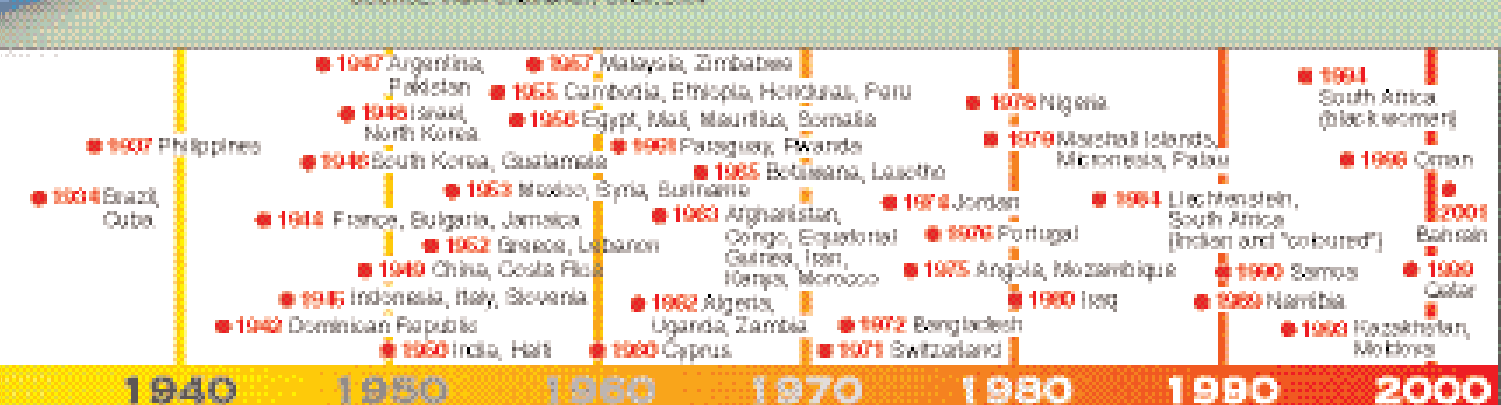 1947 Argentina,
Pakistan
1957 Malaysia, Zimbabwe
1994
South Africa
(black women)
1955 Cambodia, Ethiopia, Honduras, Peru
1978 Nigeria
1948 Israel,
North Korea
1956 Egypt, Mali, Mauritius, Somalia
1937 Philippines
1961 Paraguay, Rwanda
1979 Marshall Islands,
Micronesia, Palau
1946 South Korea, Guatemala
1996 Oman
1965 Botswana, Lesotho
1953 Mexico, Syria, Suriname
1934 Brazil,
Cuba
1974 Jordan
1984 Liechtenstein,
South Africa
(Indian and "coloured")
2001
Bahrain
1944 France, Bulgaria, Jamaica
1963 Afghanistan,
Congo, Equatorial
Guinea, Iran,
Kenya, Morocco
1976 Portugal
1952 Greece, Lebanon
1949 China, Costa Rica
1975 Angola, Mozambique
1990 Samoa
1999
Qatar
1945 Indonesia, Italy, Slovenia
1962 Algeria,
Uganda, Zambia
1980 Iraq
1989 Namibia
1942 Dominican Republic
1972 Bangladesh
1993 Kazakhstan,
Moldova
1950 India, Haiti
1960 Cyprus
1971 Switzerland
1940 1950 1960 1970 1980 1990 2000